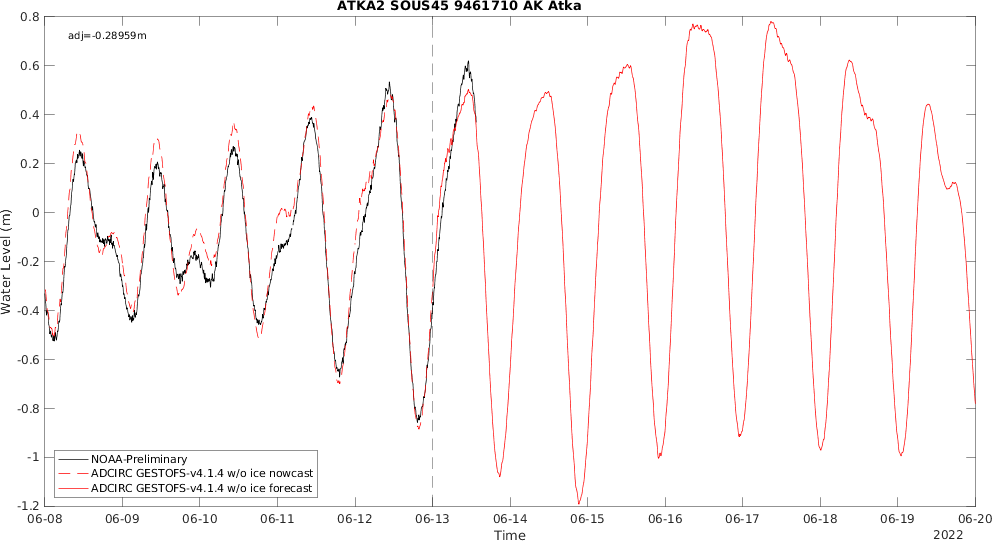 ATKA2 SOUS45 9461710 AK Atka
adj=-0.28959m
0.8
0.6
0.4
0.2
0
-0.2
-0.4
-0.6
-0.8
-1
-1.2
Water Level (m)
NOAA-Preliminary
ADCIRC GESTOFS-v4.1.4 w/o ice nowcast
ADCIRC GESTOFS-v4.1.4 w/o ice forecast
06-08 06-09 06-10 06-11 06-12 06-13 06-14 06-15 06-16 06-17 06-18 06-19 06-20
Time
2022